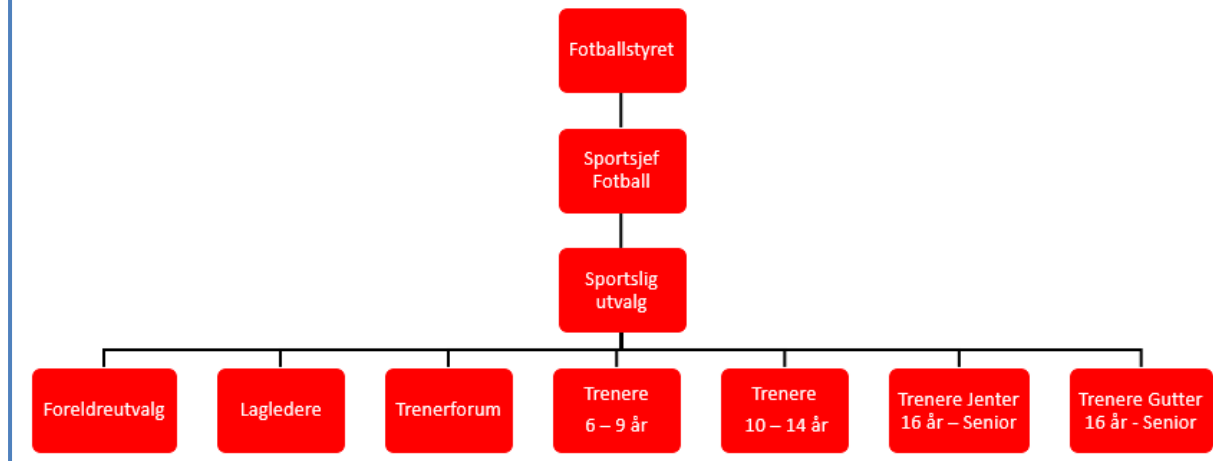 Fotballstyret
Sportsjef
Fotball
Sportslig
utvalg
Foreldreutvalg
Lagledere
Trenerforum
Trenere
6 – 9 år
Trenere
10 – 14 år
Trenere Jenter
16 år – Senior
Trenere Gutter
16 år - Senior